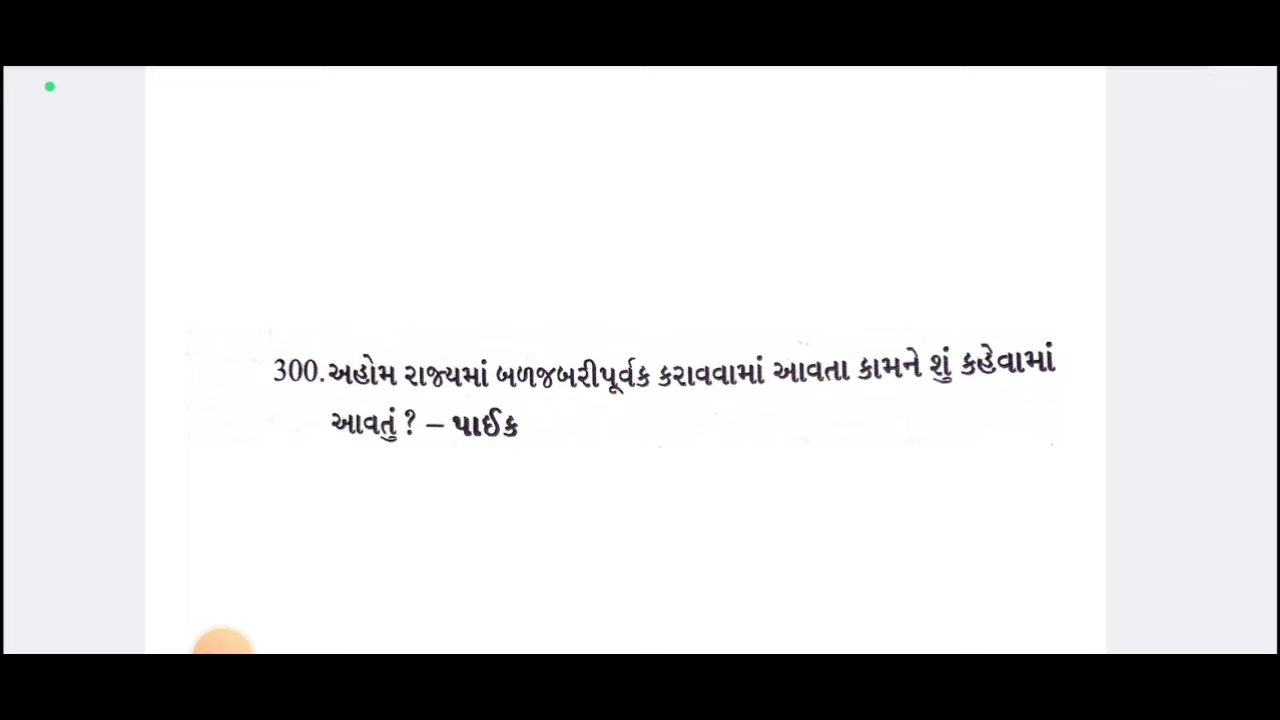 300. અહોમ રાજ્યમાં બળજબરીપૂર્વક કરાવવામાં આવતા કામને શું કહેવામાં
આવતું ? – પાઈક